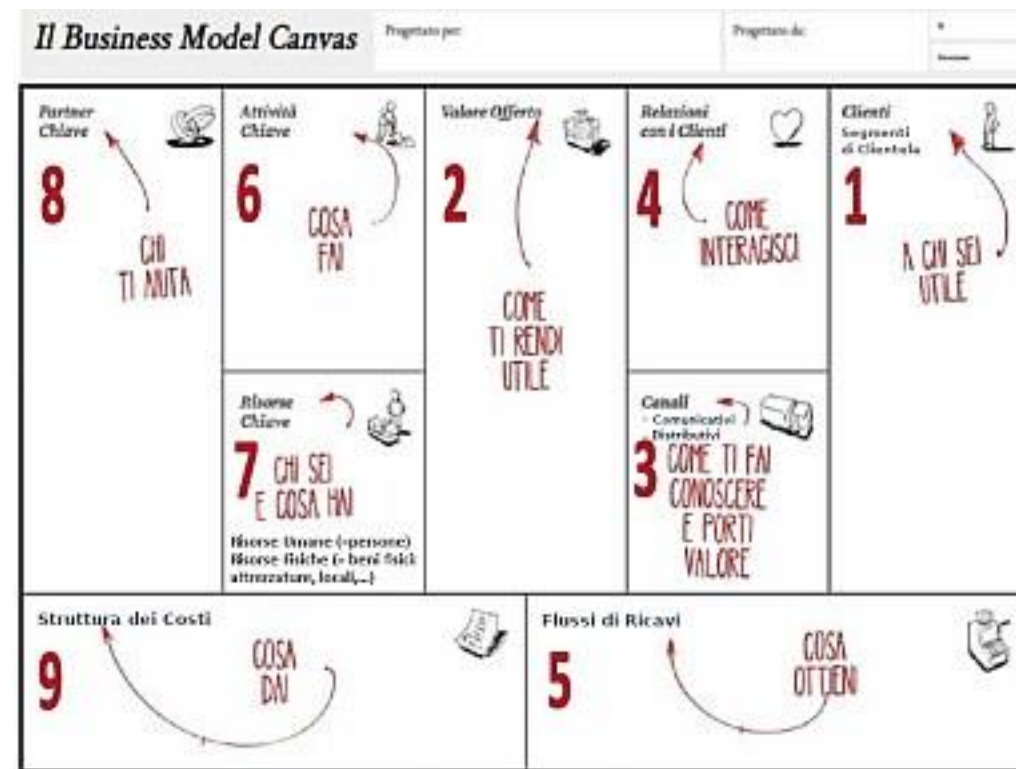 Il Business Model Canvas
Progettato per:
Progettato da:
Partner
Chiave
8
CHI
TI AIUTA
Attività
Chiave
6
COSA
FAI
Valore Offerto
2
COME
TI RENDI
UTILE
Relazioni
con i Clienti
4
COME
INTERAGISCI
Clienti
Segmenti
di Clientela
1
A CHI SEI
UTILE
Risorse
Chiave
7
CHI SEI
E COSA HAI
Risorse Umane (=persone)
Risorse Fisiche (= beni fisici:
attrezzature, locali,...)
Canali
- Comunicativi
- Distributivi
3
COME TI FAI
CONOSCERE
E PORTI
VALORE
Struttura dei Costi
9
COSA
DAI
Flussi di Ricavi
5
COSA
OTTIENI